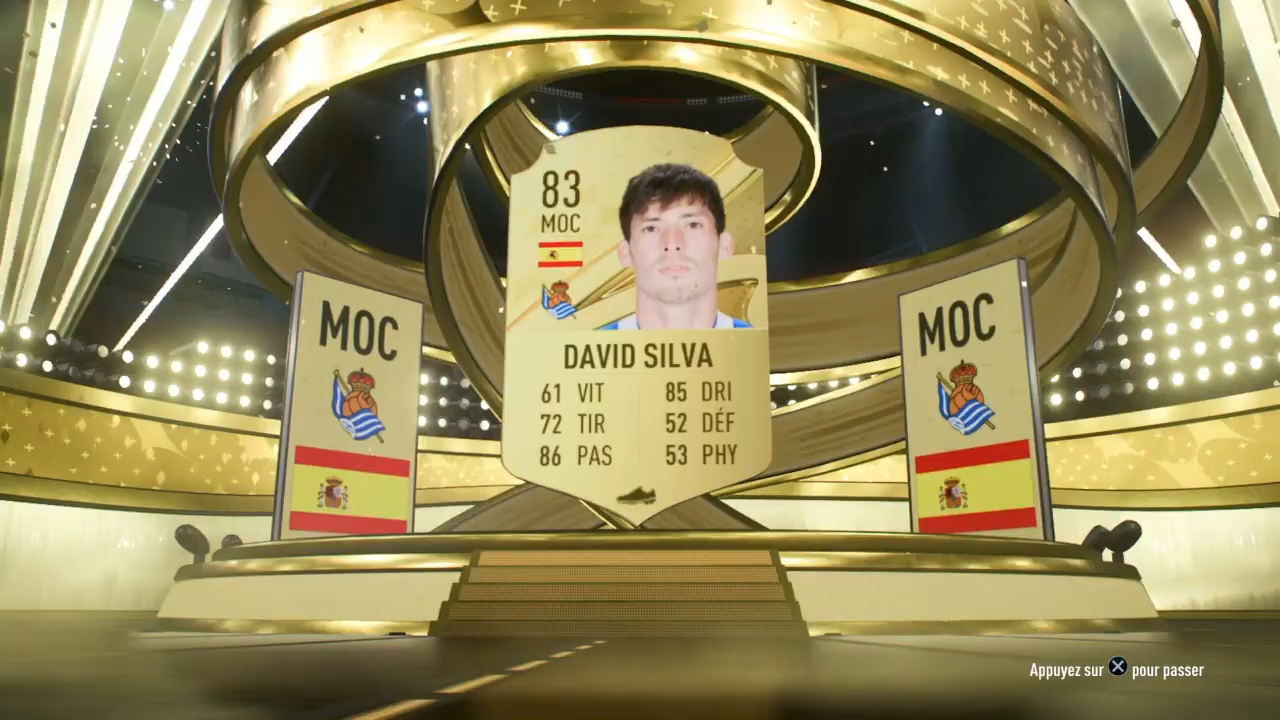 83
MOC
DAVID SILVA
61 VIT 85 DRI
72 TIR 52 DÉF
86 PAS 53 PHY
MOC
MOC
Appuyez sur ⓧ pour passer